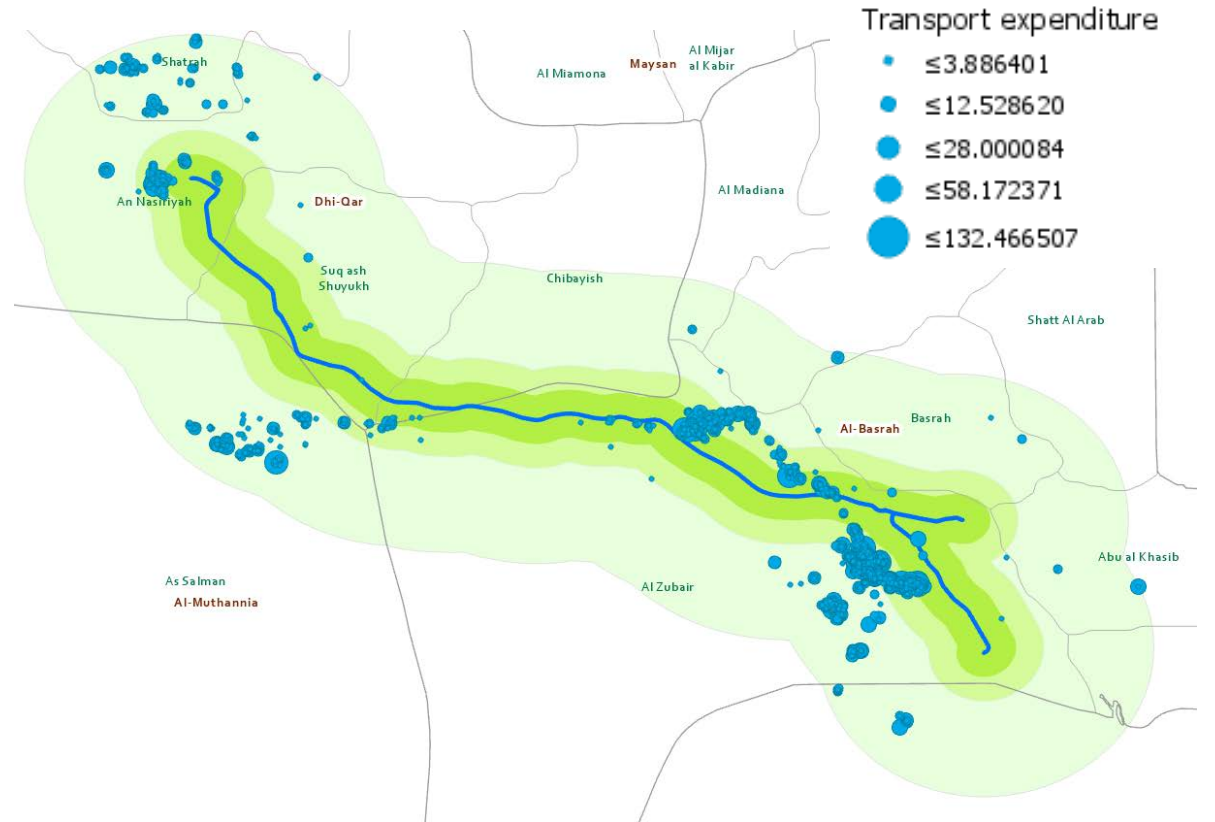 Transport expenditure
≤3.886401
≤12.528620
≤28.000084
≤58.172371
≤132.466507
Shatrah
Al Miamona
Maysan
Al Mijar
al Kabir
An Nasiriyah
Dhi-Qar
Al Madiana
Suq ash
Shuyukh
Chibayish
Shatt Al Arab
Al-Basrah
Basrah
As Salman
Al-Muthannia
Al Zubair
Abu al Khasib